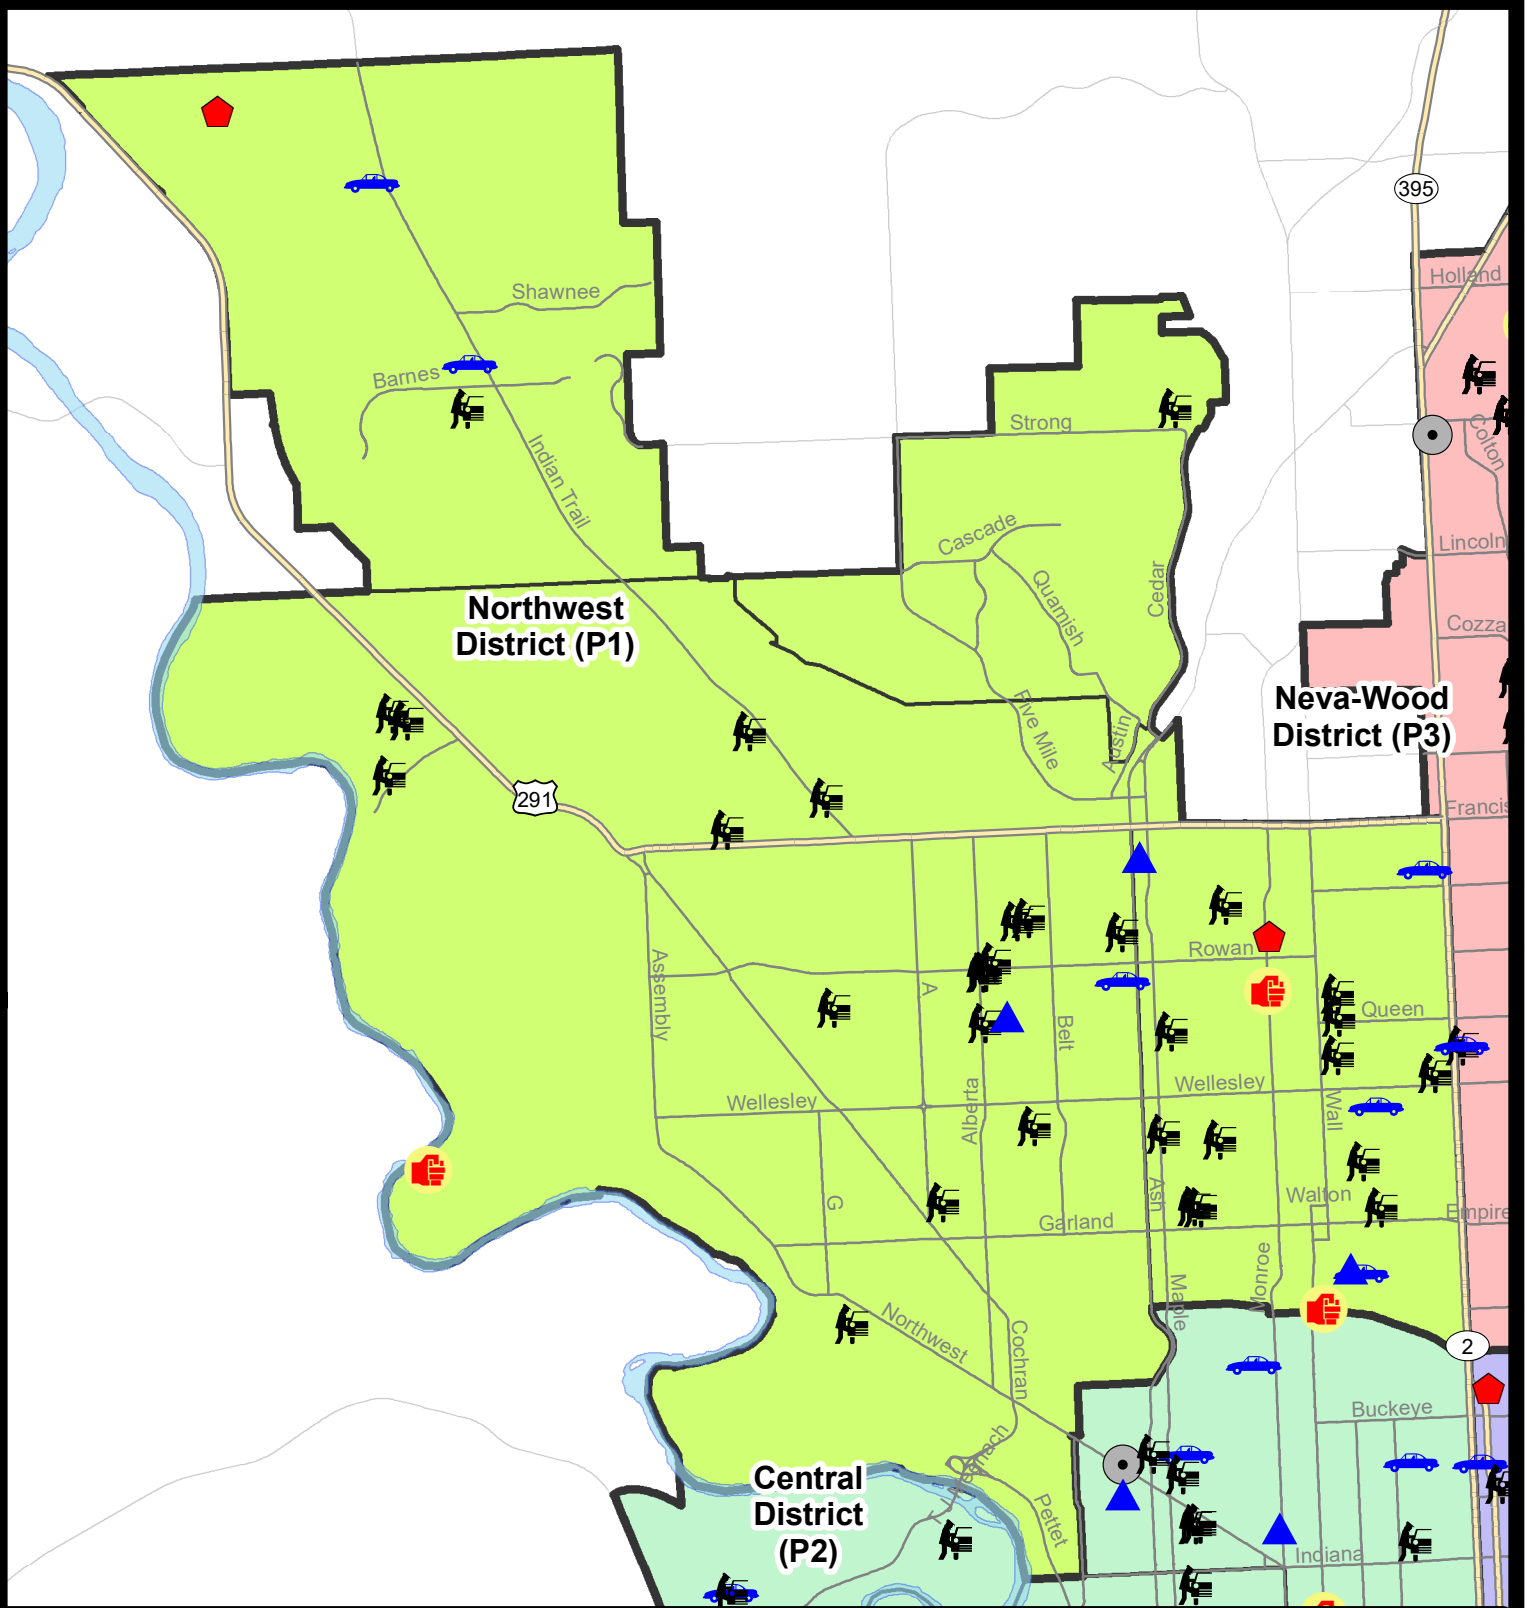 395
Holland
Shawnee
Barnes
Strong
Colton
Indian Trail
Cascade
Lincoln
Quamish
Cedar
Northwest
District (P1)
Cozza
Neva-Wood
District (P3)
Five Mile
Austin
291
Francis
Rowan
Assembly
A
Belt
Queen
Wellesley
Wellesley
Alberta
Wall
G
Ash
Walton
Garland
Empire
Monroe
Maple
Northwest
Cochran
2
Buckeye
Central
District
(P2)
Pettet
Indiana